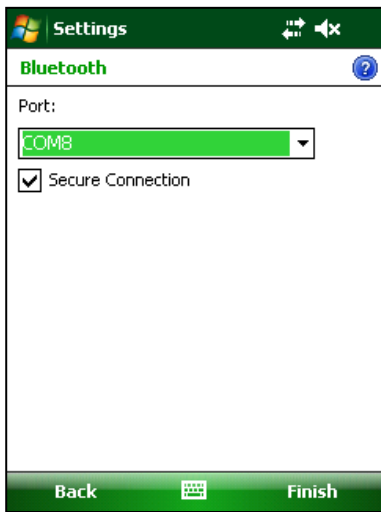 Settings
Bluetooth
?
Port:
COM8
Secure Connection
Back Finish